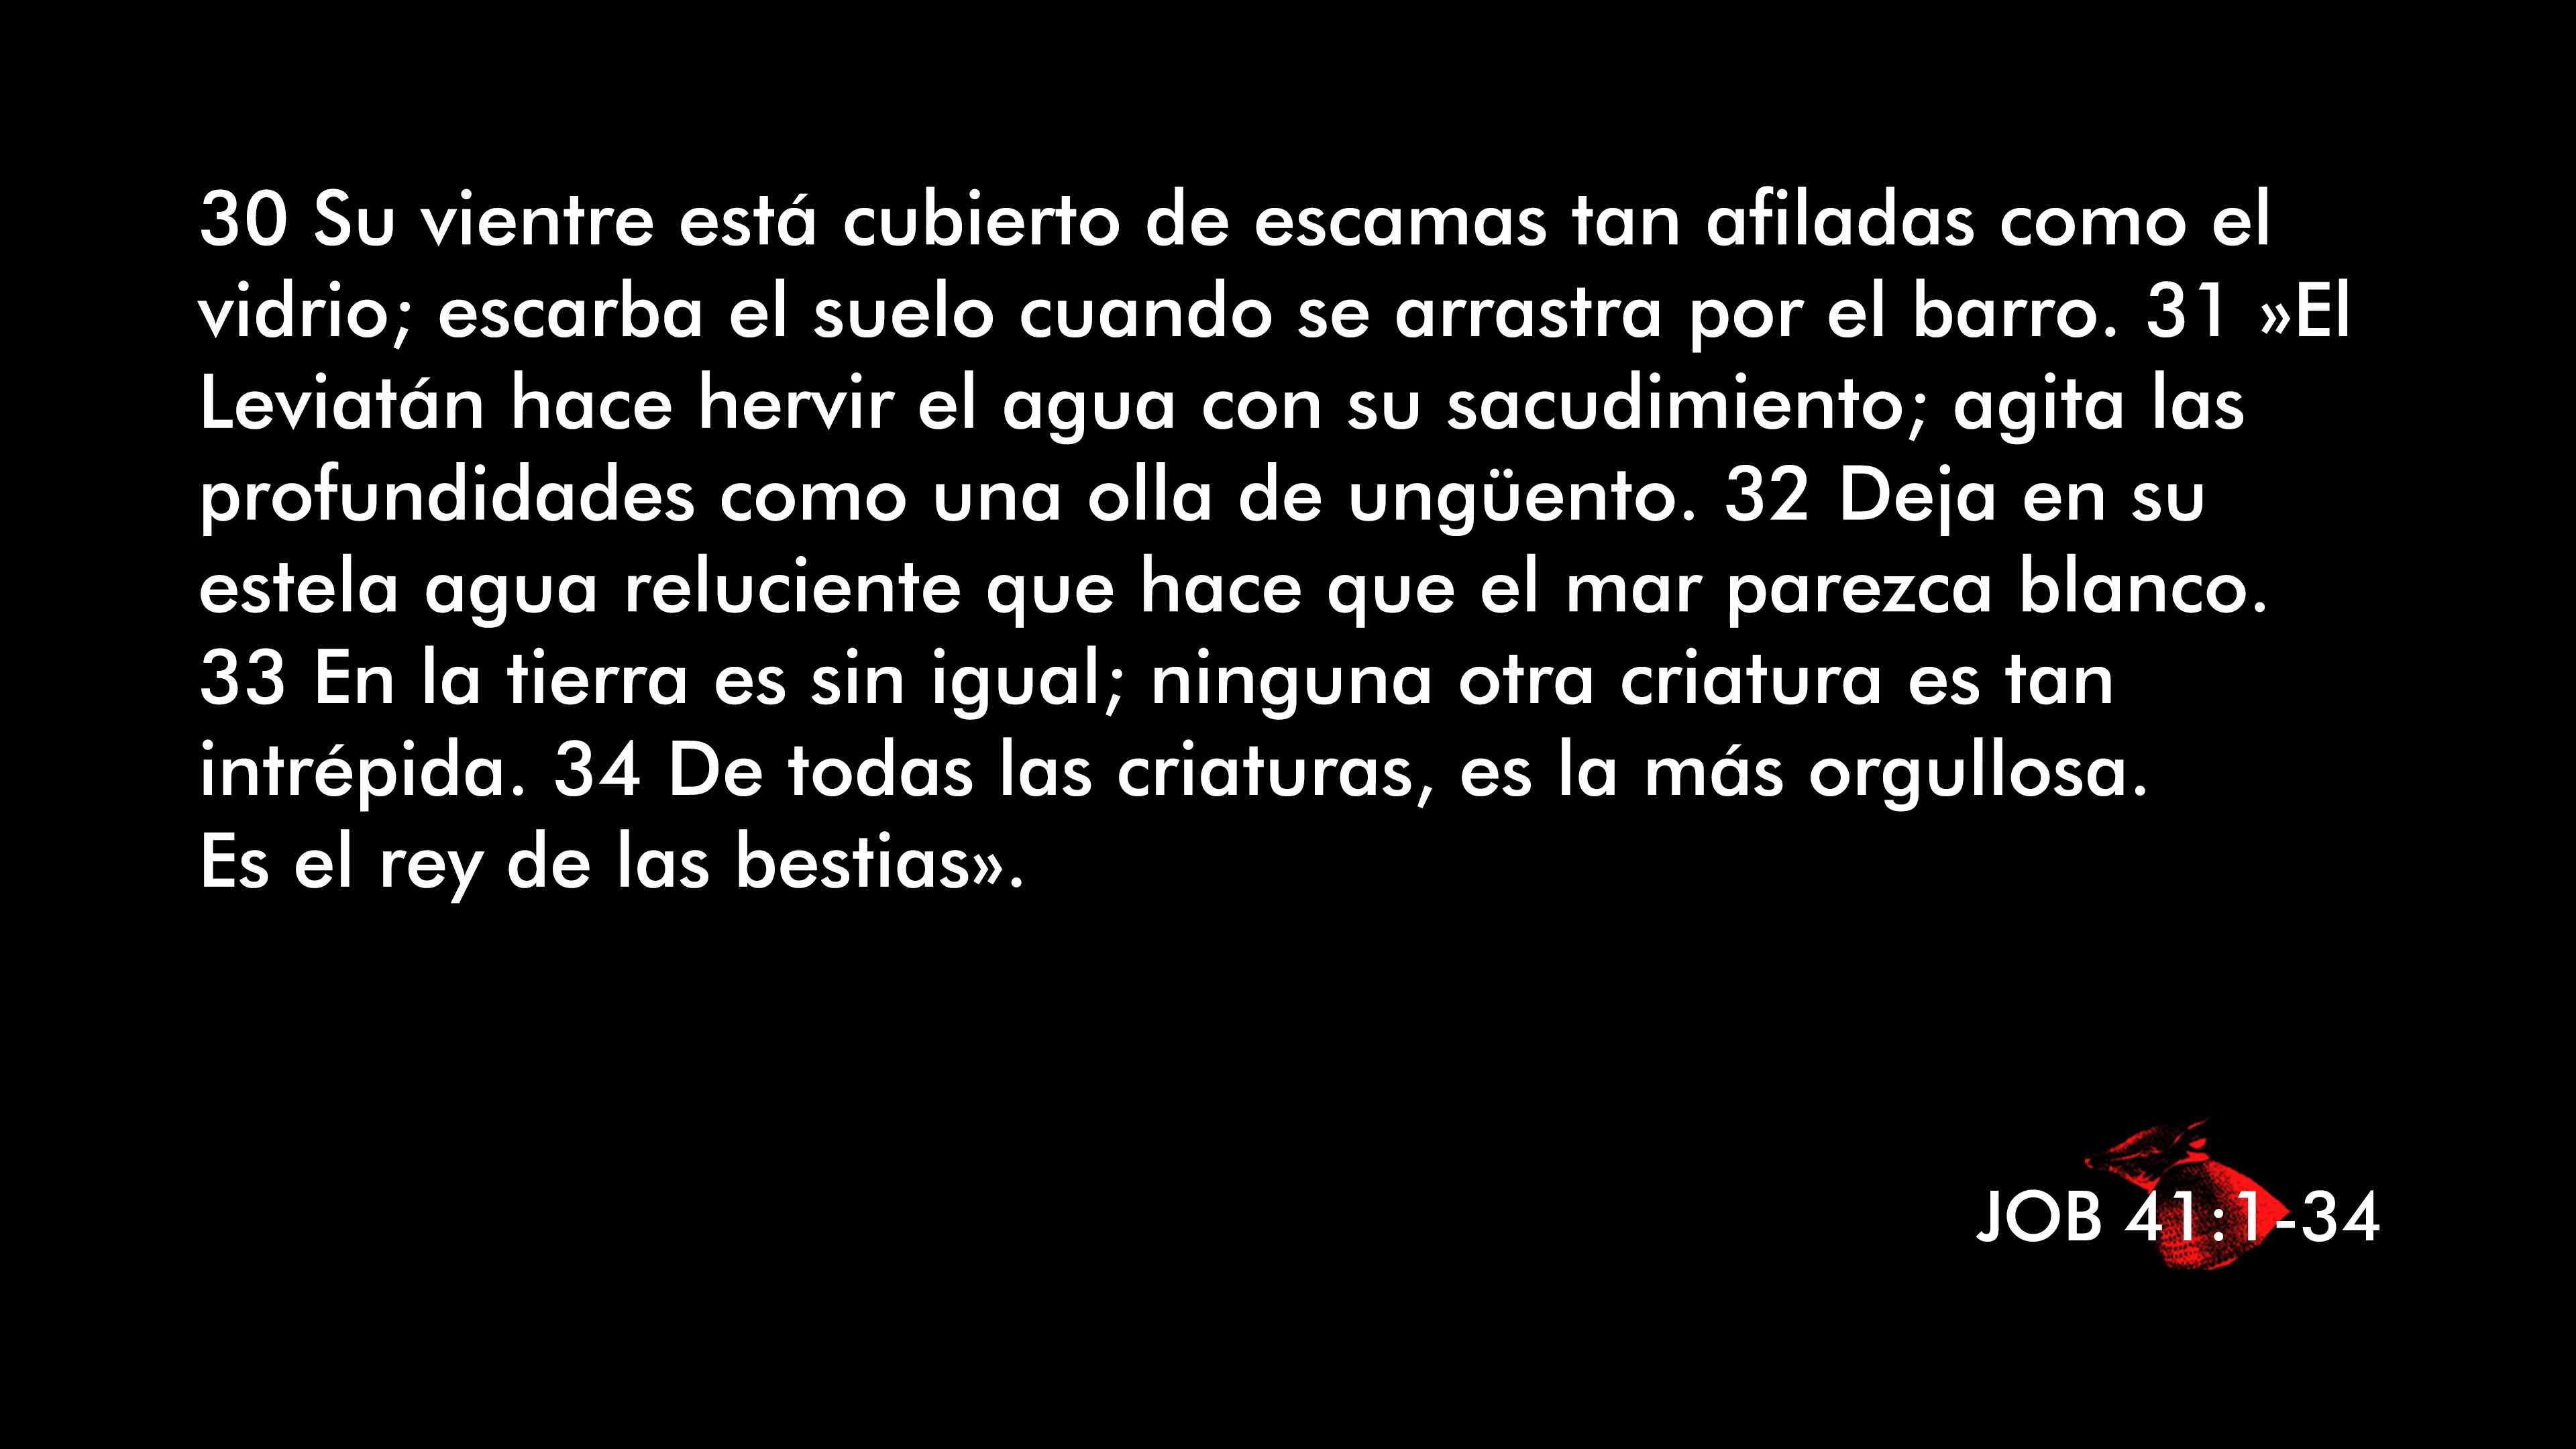 30 Su vientre está cubierto de escamas tan afiladas como el
vidrio; escarba el suelo cuando se arrastra por el barro. 31 »El
Leviatán hace hervir el agua con su sacudimiento; agita las
profundidades como una olla de ungüento. 32 Deja en su
estela agua reluciente que hace que el mar parezca blanco.
33 En la tierra es sin igual; ninguna otra criatura es tan
intrépida. 34 De todas las criaturas, es la más orgullosa.
Es el rey de las bestias».
JOB 41:1-34